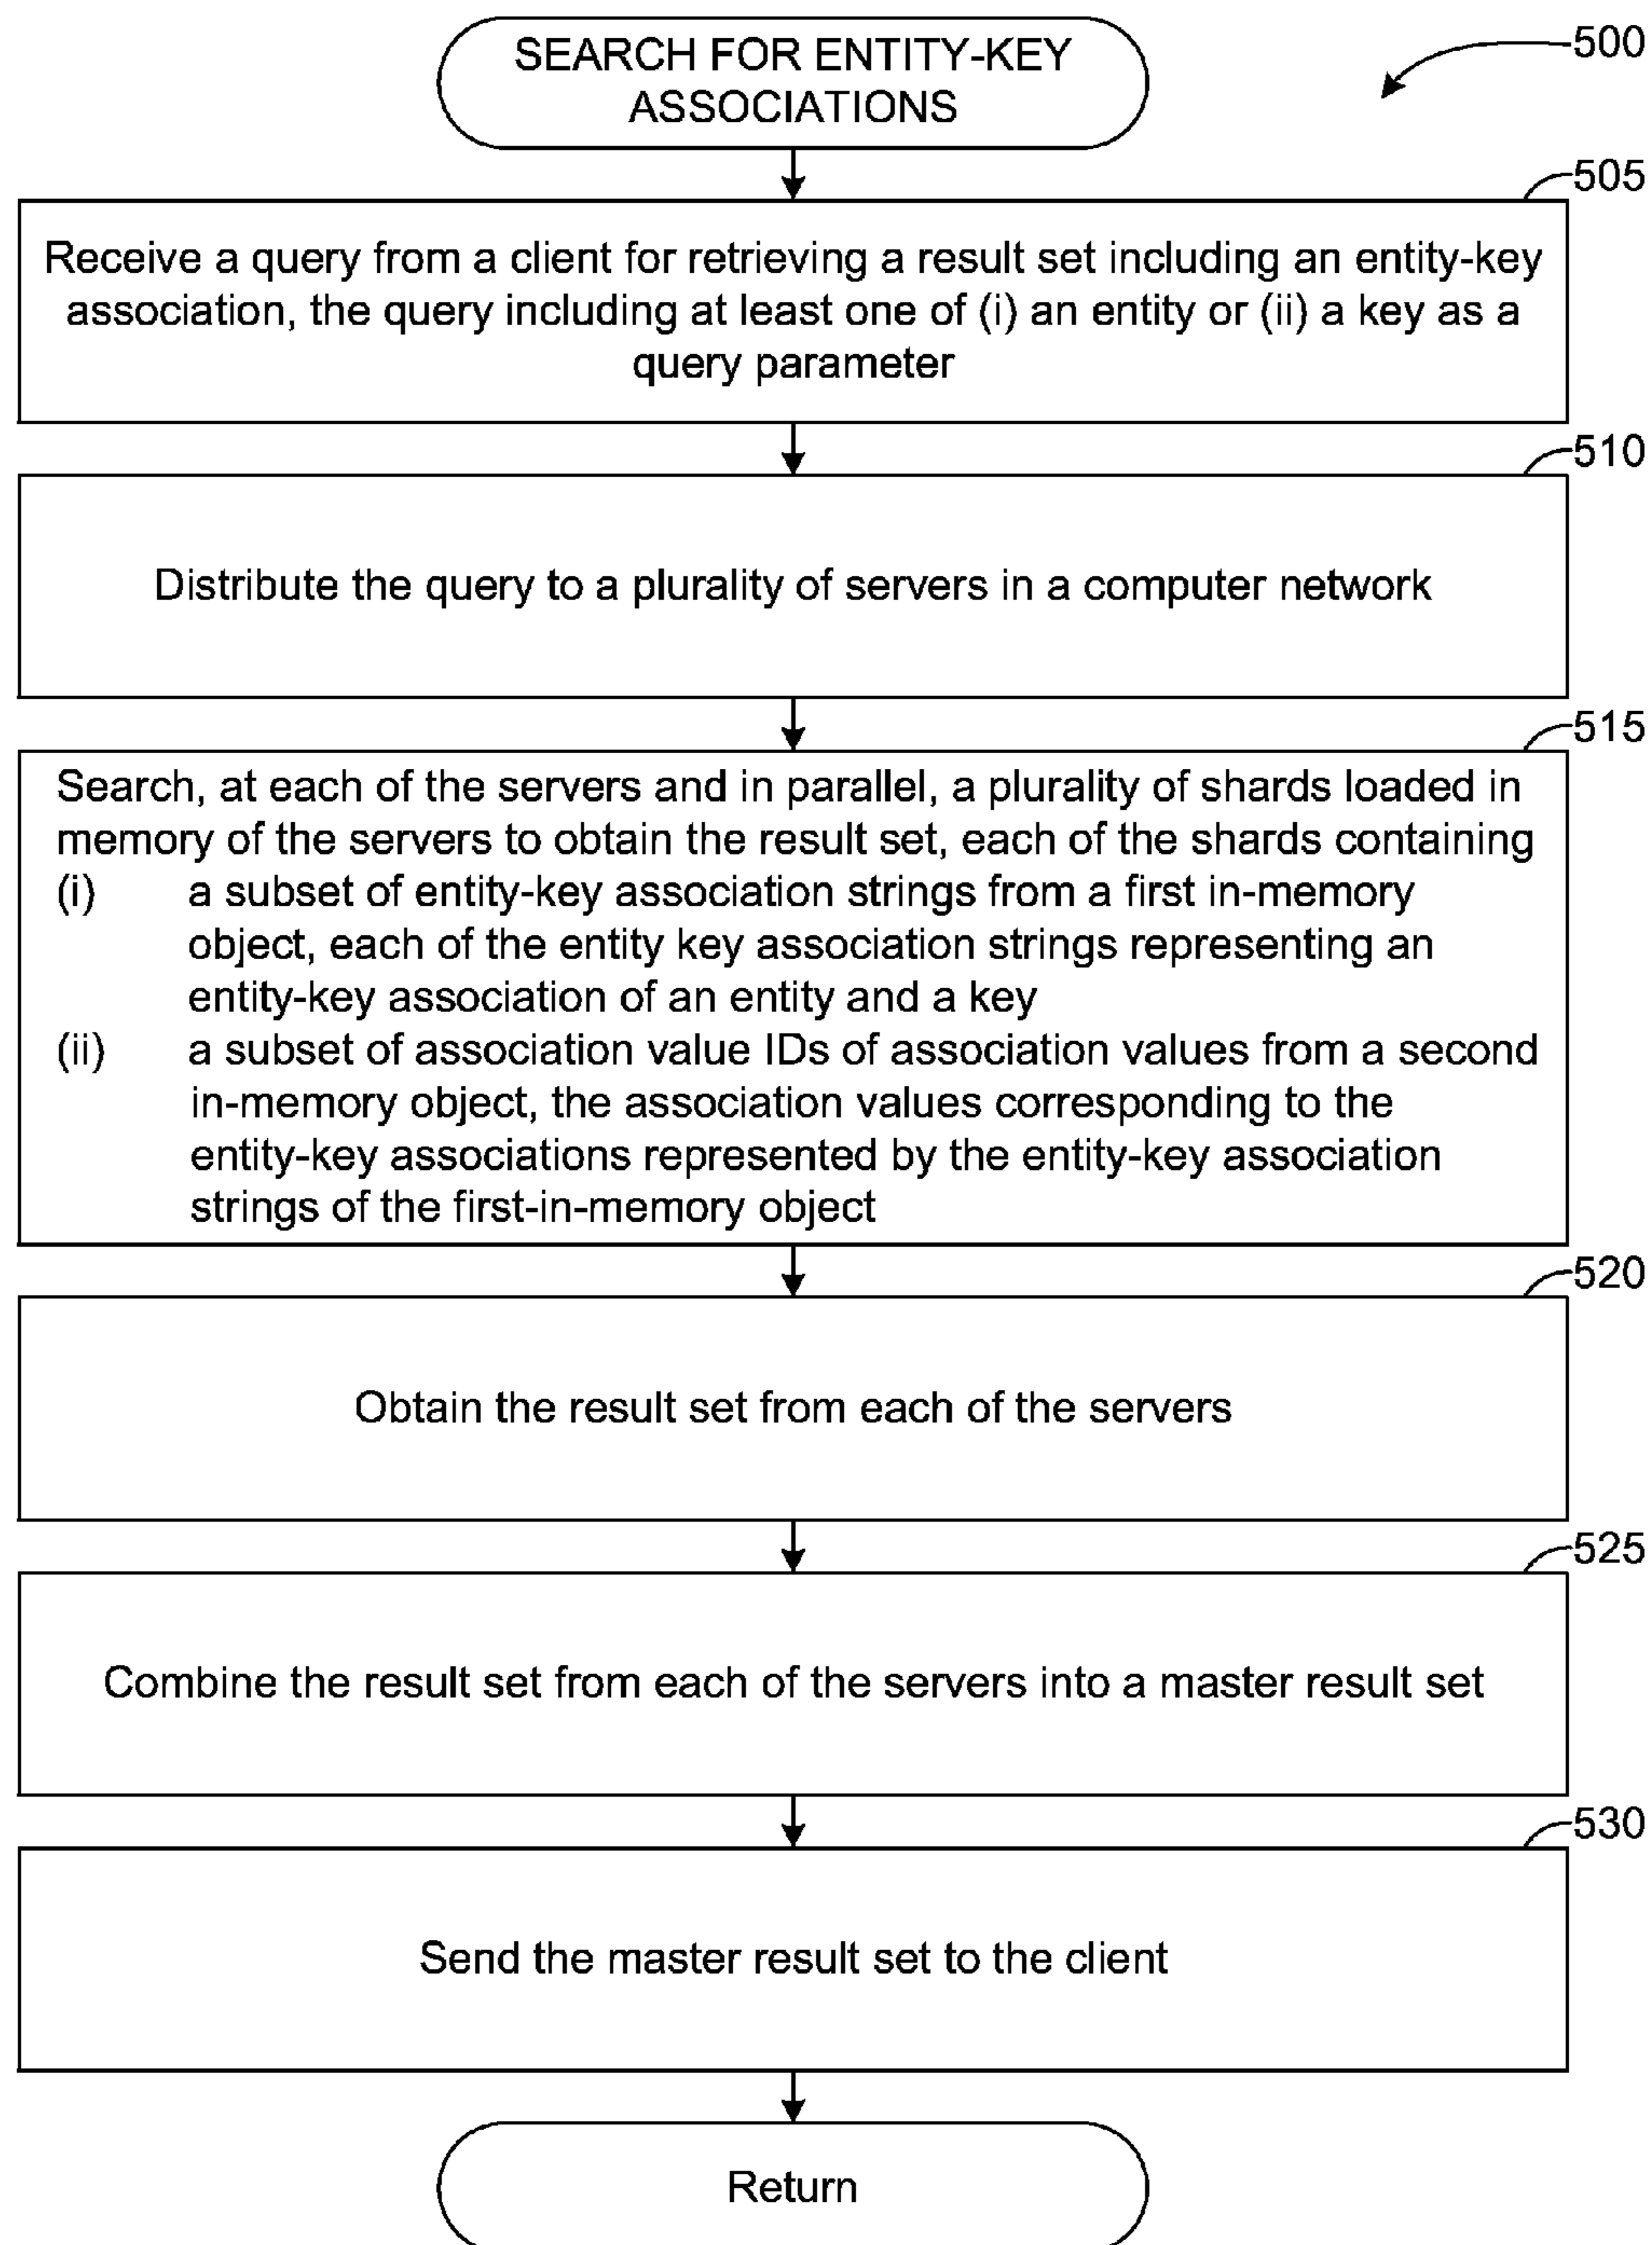 SEARCH FOR ENTITY-KEY
ASSOCIATIONS
500
505
Receive a query from a client for retrieving a result set including an entity-key
association, the query including at least one of (i) an entity or (ii) a key as a
query parameter
510
Distribute the query to a plurality of servers in a computer network
515
Search, at each of the servers and in parallel, a plurality of shards loaded in
memory of the servers to obtain the result set, each of the shards containing
(i) a subset of entity-key association strings from a first in-memory
object, each of the entity key association strings representing an
entity-key association of an entity and a key
(ii) a subset of association value IDs of association values from a second
in-memory object, the association values corresponding to the
entity-key associations represented by the entity-key association
strings of the first-in-memory object
520
Obtain the result set from each of the servers
525
Combine the result set from each of the servers into a master result set
530
Send the master result set to the client
Return